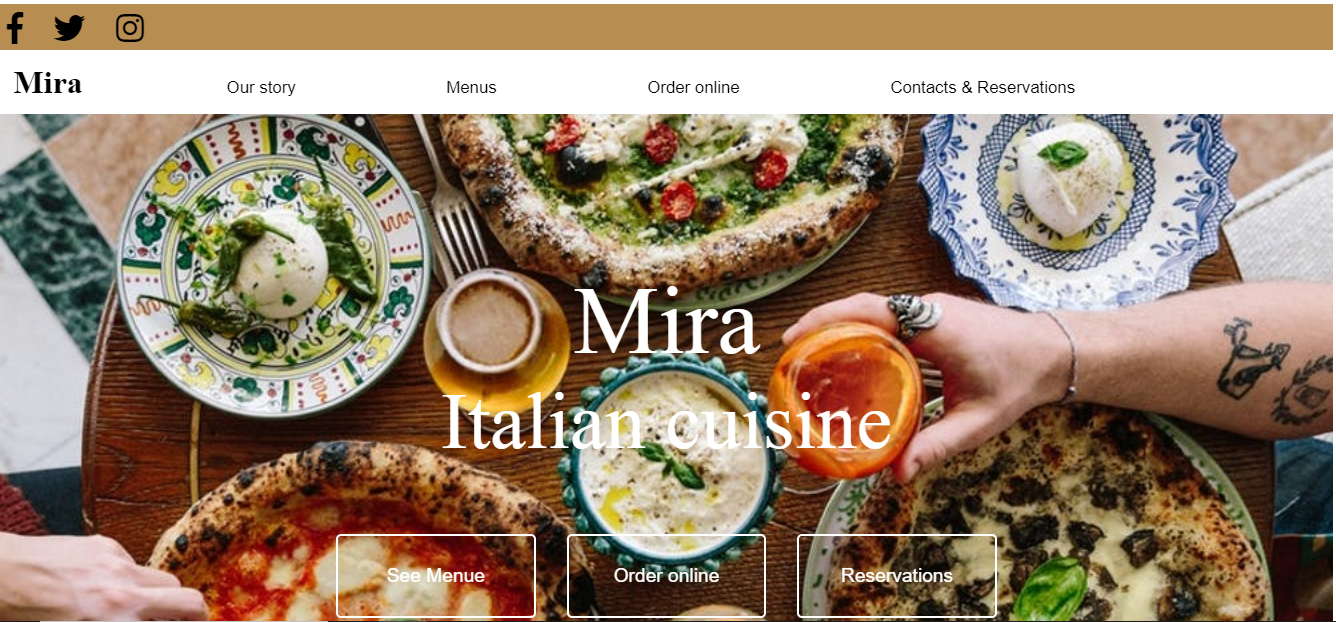 Mira
Our story
Menus
Order online
Contacts & Reservations
Mira
Italian cuisine
See Menue
Order online
Reservations